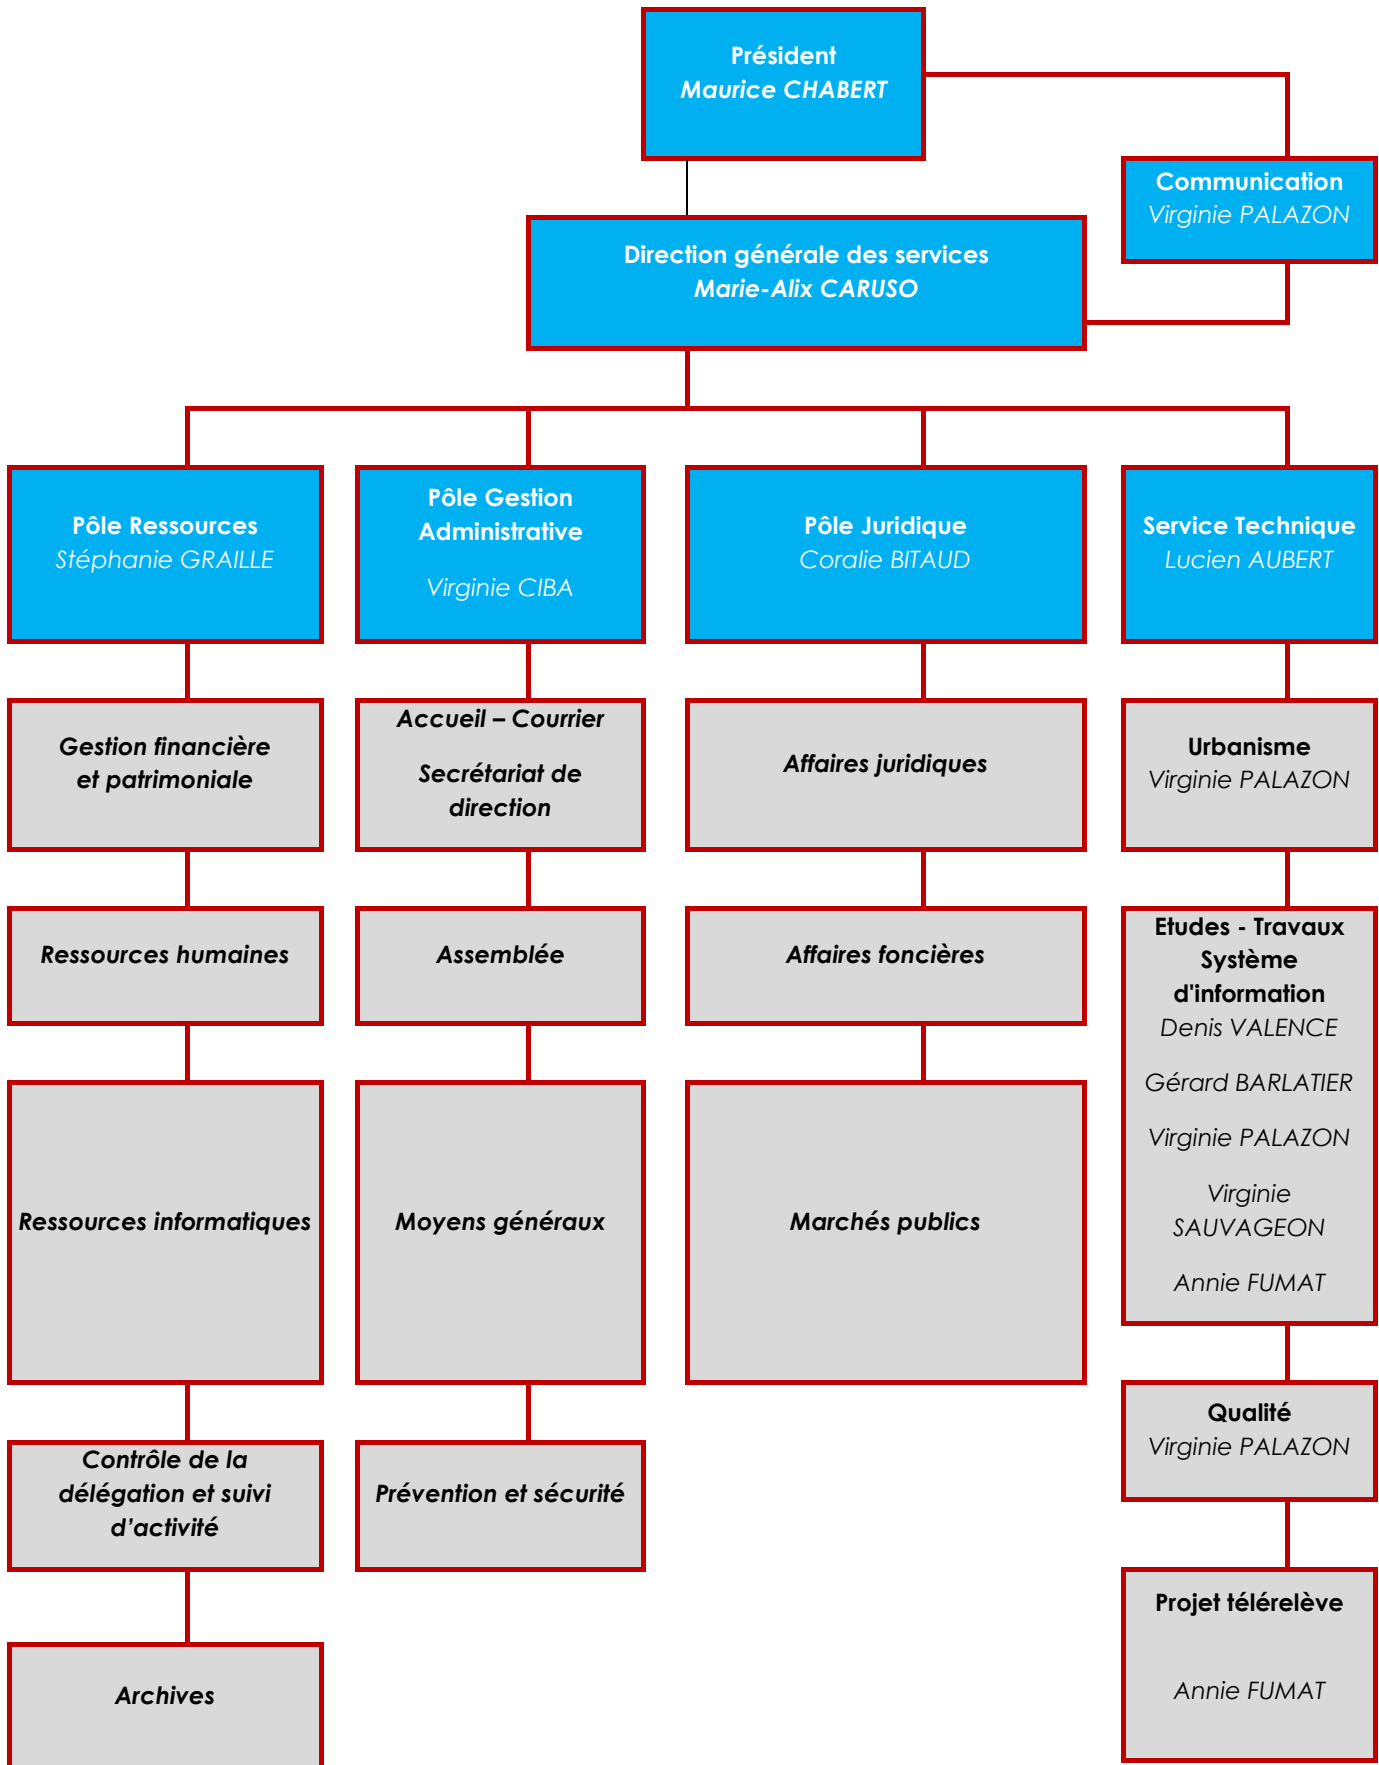 Président
Maurice CHABERT
Communication
Virginie PALAZON
Direction générale des services
Marie-Alix CARUSO
Pôle Ressources
Stéphanie GRAILLE
Pôle Gestion
Administrative
Virginie CIBA
Pôle Juridique
Coralie BITAUD
Service Technique
Lucien AUBERT
Gestion financière
et patrimoniale
Accueil – Courrier
Secrétariat de
direction
Affaires juridiques
Urbanisme
Virginie PALAZON
Ressources humaines
Assemblée
Affaires foncières
Etudes - Travaux
Système
d'information
Denis VALENCE
Gérard BARLATIER
Virginie PALAZON
Virginie
SAUVAGEON
Annie FUMAT
Ressources informatiques
Moyens généraux
Marchés publics
Qualité
Virginie PALAZON
Contrôle de la
délégation et suivi
d’activité
Prévention et sécurité
Projet télérelève
Annie FUMAT
Archives